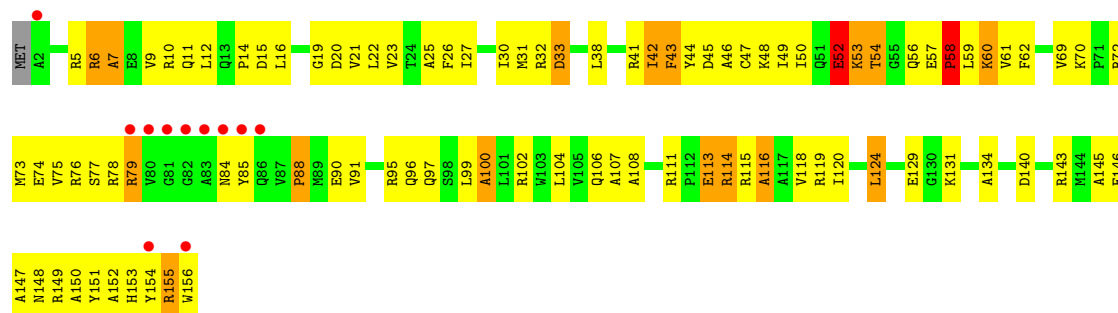 MET A2 R5 R6 A7 E8 V9 R10 Q11 L12 Q13 P14 D15 L16 G19 D20 V21 L22 V23 T24 A25 F26 I27 I30 M31 R32 D33 L38 R41 I42 F43 Y44 D45 A46 C47 K48 I49 I50 Q51 E52 K53 T54 G55 Q56 E57 P58 L59 K60 V61 F62 V69 K70 P71 R72
M73 E74 V75 R76 S77 R78 R79 V80 G81 G82 A83 N84 Y85 Q86 V87 P88 M89 E90 V91 R95 Q96 Q97 S98 L99 A100 L101 R102 W103 L104 V105 Q106 A107 A108 R111 P112 E113 R114 R115 A116 A117 V118 R119 I120 L124 E129 G130 K131 A134 D140 R143 M144 A145 E146
A147 N148 R149 A150 Y151 A152 H153 Y154 R155 W156